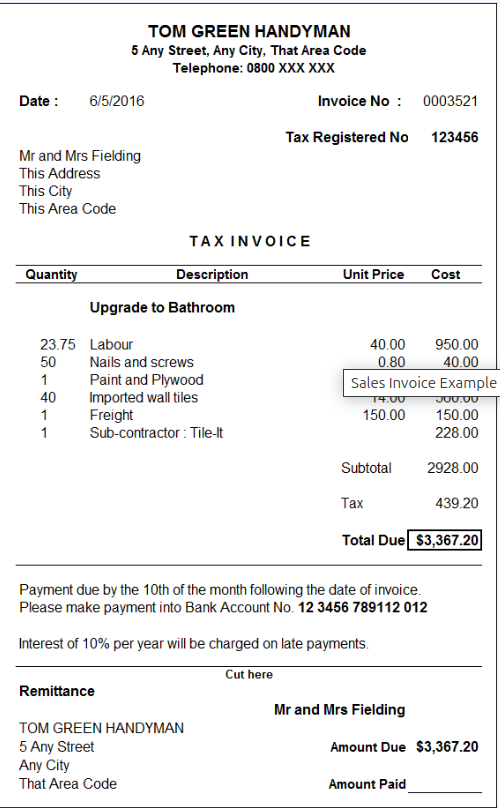 TOM GREEN HANDYMAN
5 Any Street, Any City, That Area Code
Telephone: 0800 XXX XXX
Date : 6/5/2016 Invoice No : 0003521
Tax Registered No 123456
Mr and Mrs Fielding
This Address
This City
This Area Code
TAX INVOICE
Quantity Description Unit Price Cost
Upgrade to Bathroom
23.75 Labour 40.00 950.00
50 Nails and screws 0.80 40.00
1 Paint and Plywood
Sales Invoice Example
40 Imported wall tiles 14.00 560.00
1 Freight 150.00 150.00
1 Sub-contractor : Tile-It 228.00
Subtotal 2928.00
Tax 439.20
Total Due $3,367.20
Payment due by the 10th of the month following the date of invoice.
Please make payment into Bank Account No. 12 3456 789112 012
Interest of 10% per year will be charged on late payments.
Cut here
Remittance
Mr and Mrs Fielding
TOM GREEN HANDYMAN
5 Any Street Amount Due $3,367.20
Any City
That Area Code Amount Paid